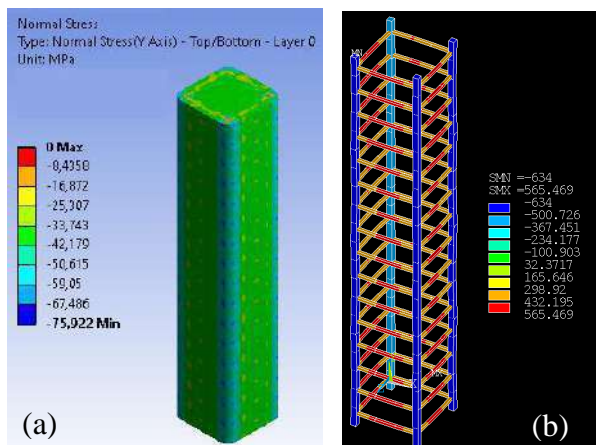 Normal Stress
Type: Normal Stress(Y Axis) - Top/Bottom - Layer 0
Unit: MPa
0 Max
-8,4358
-16,872
-25,307
-33,743
-42,179
-50,615
-59,05
-67,486
-75,922 Min
(a)
MN
MX
SMN =-634
SMX =565.469
-634
-500.726
-367.451
-234.177
-100.903
32.3717
165.646
298.92
432.195
565.469
(b)